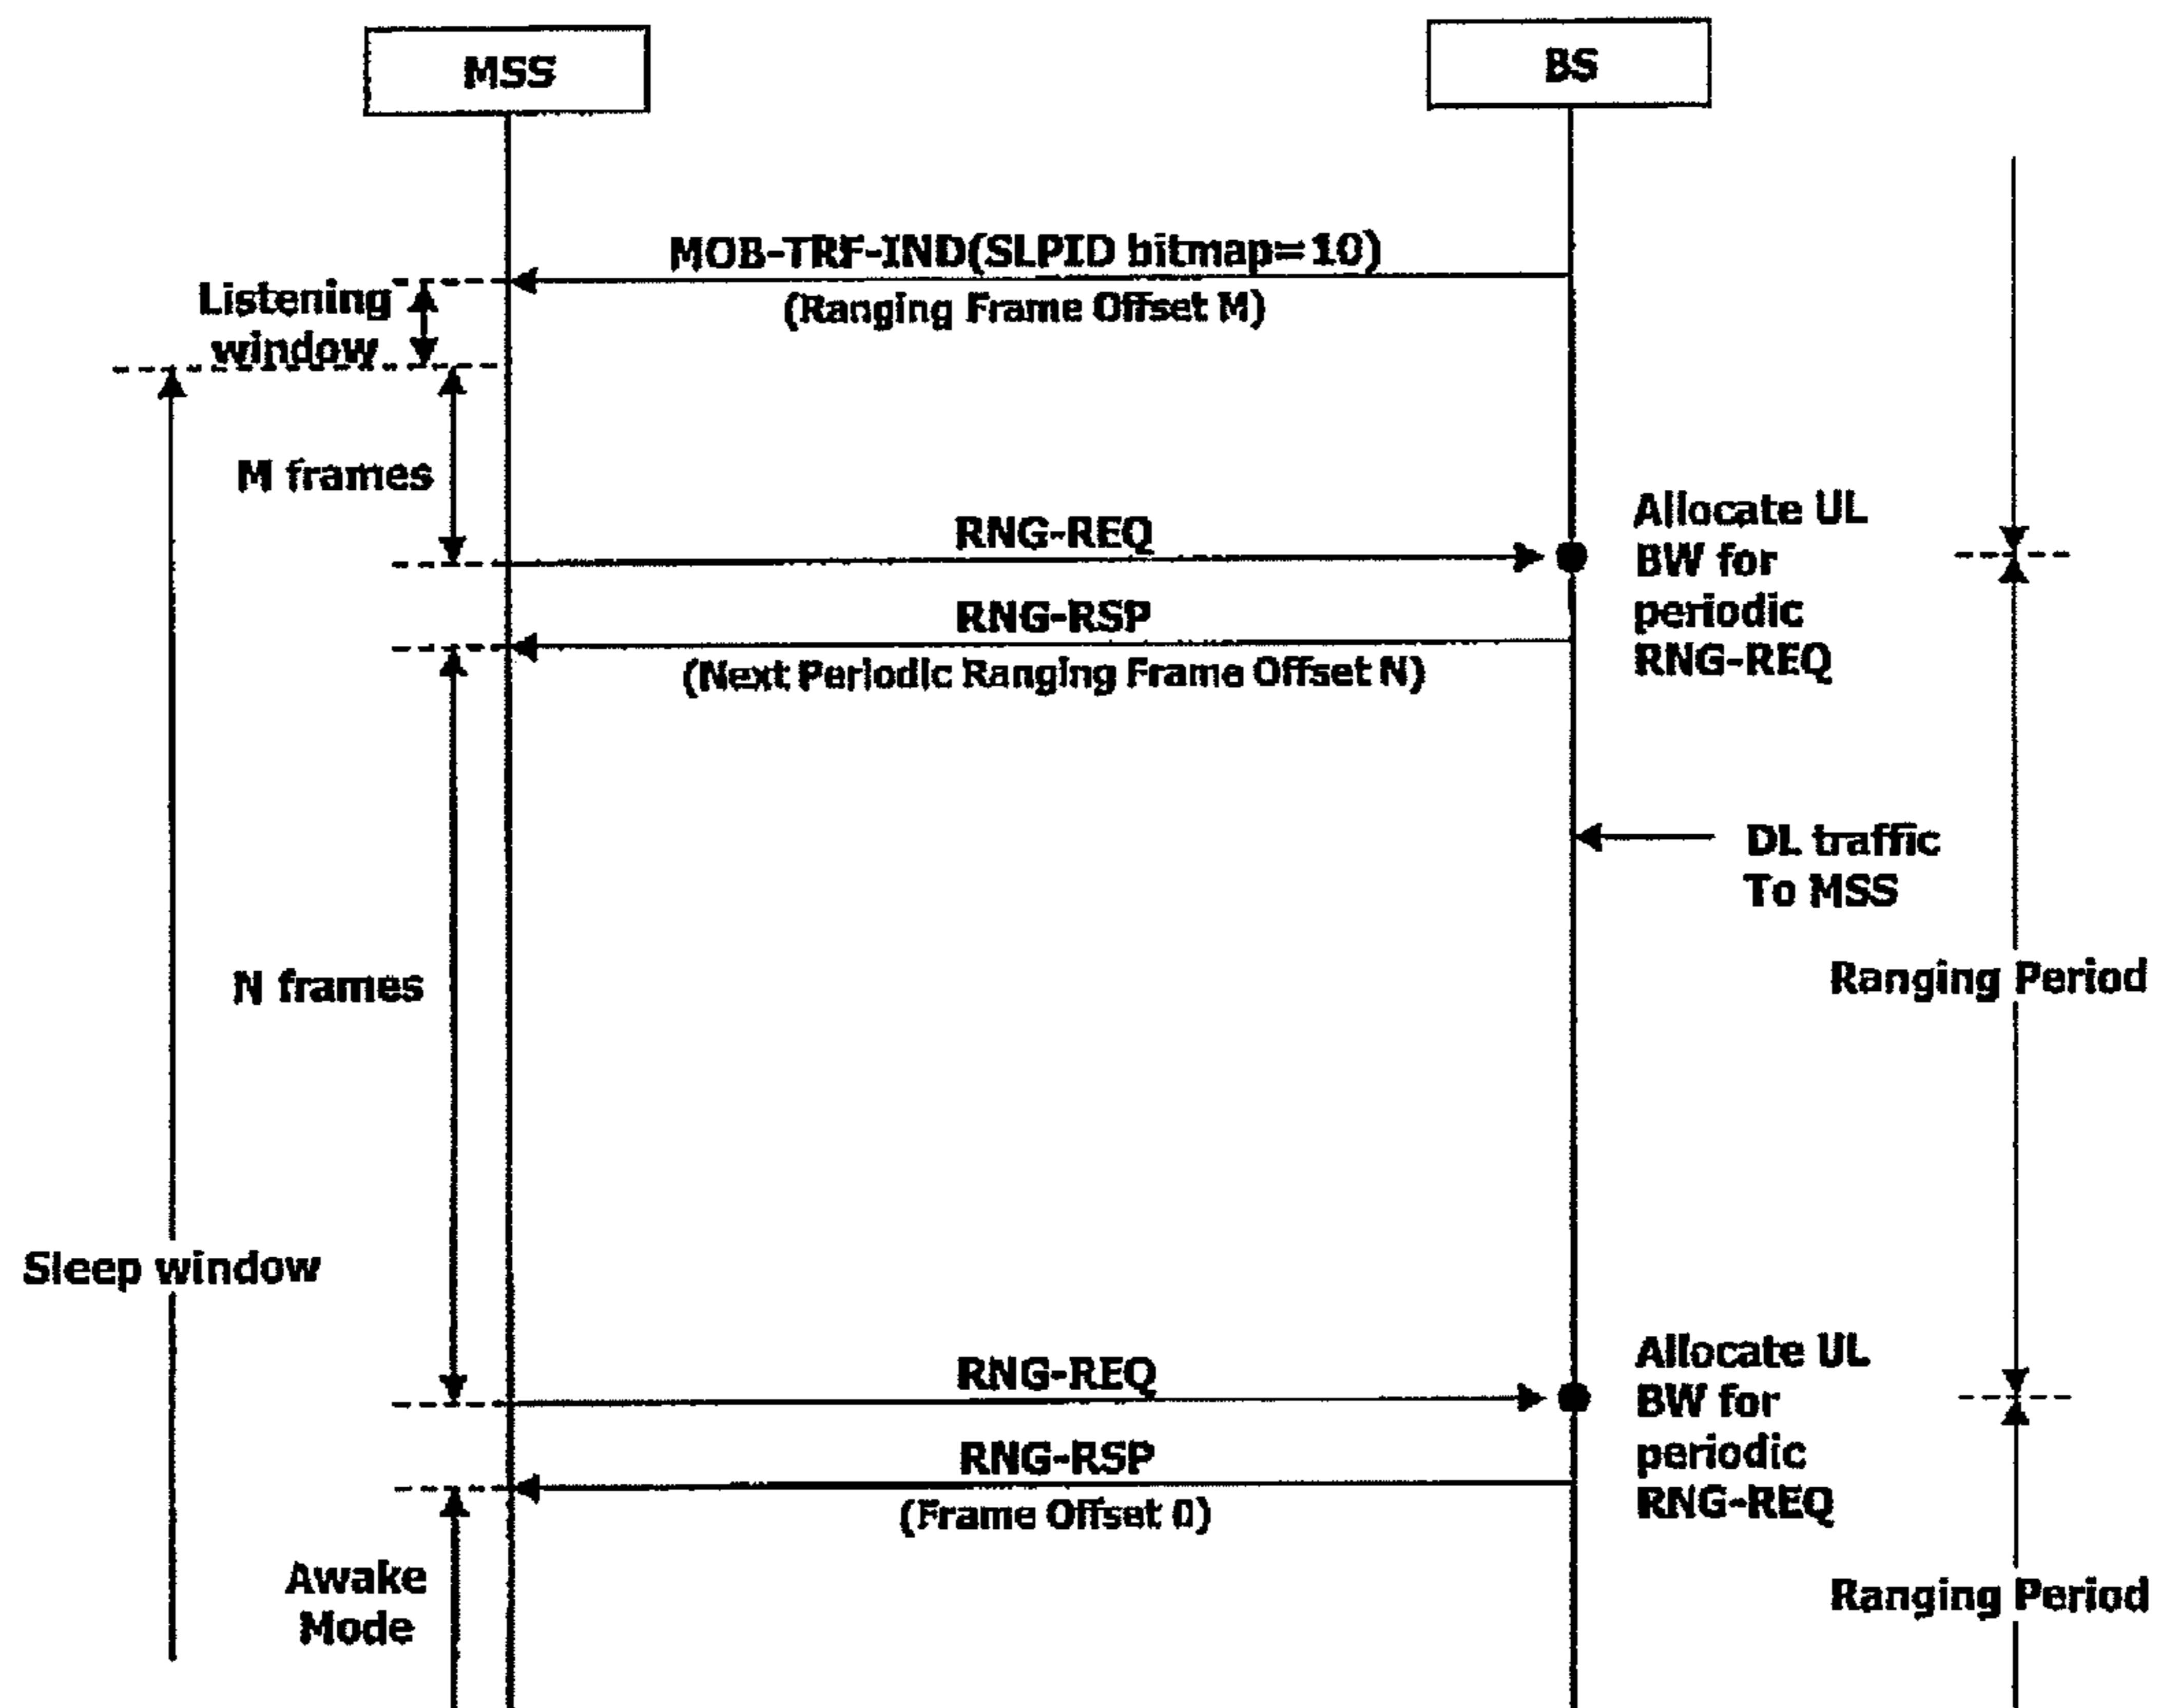 MSS
BS
MOB-TRF-IND(SLPID bitmap=10)
(Ranging Frame Offset M)
Listening
window
M frames
RNG-REQ
Allocate UL
BW for
periodic
RNG-REQ
RNG-RSP
(Next Periodic Ranging Frame Offset N)
DL traffic
To MSS
Ranging Period
N frames
Sleep window
RNG-REQ
Allocate UL
BW for
periodic
RNG-REQ
RNG-RSP
(Frame Offset 0)
Awake
Mode
Ranging Period